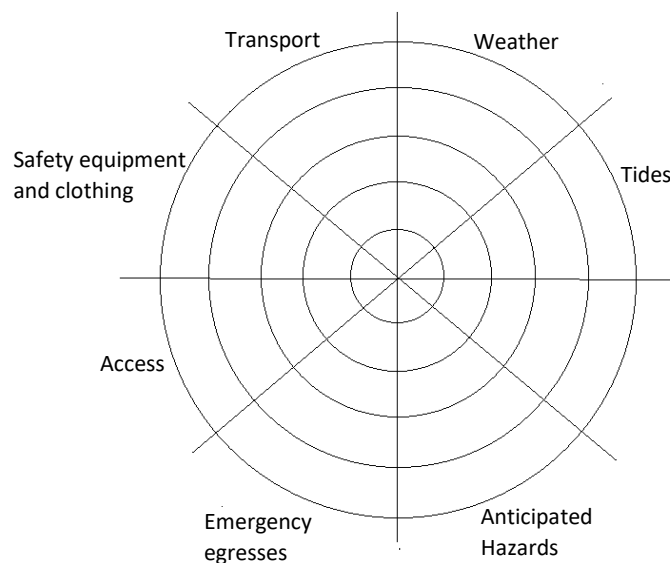 Transport
Weather
Safety equipment
and clothing
Tides
Access
Emergency
egresses
Anticipated
Hazards